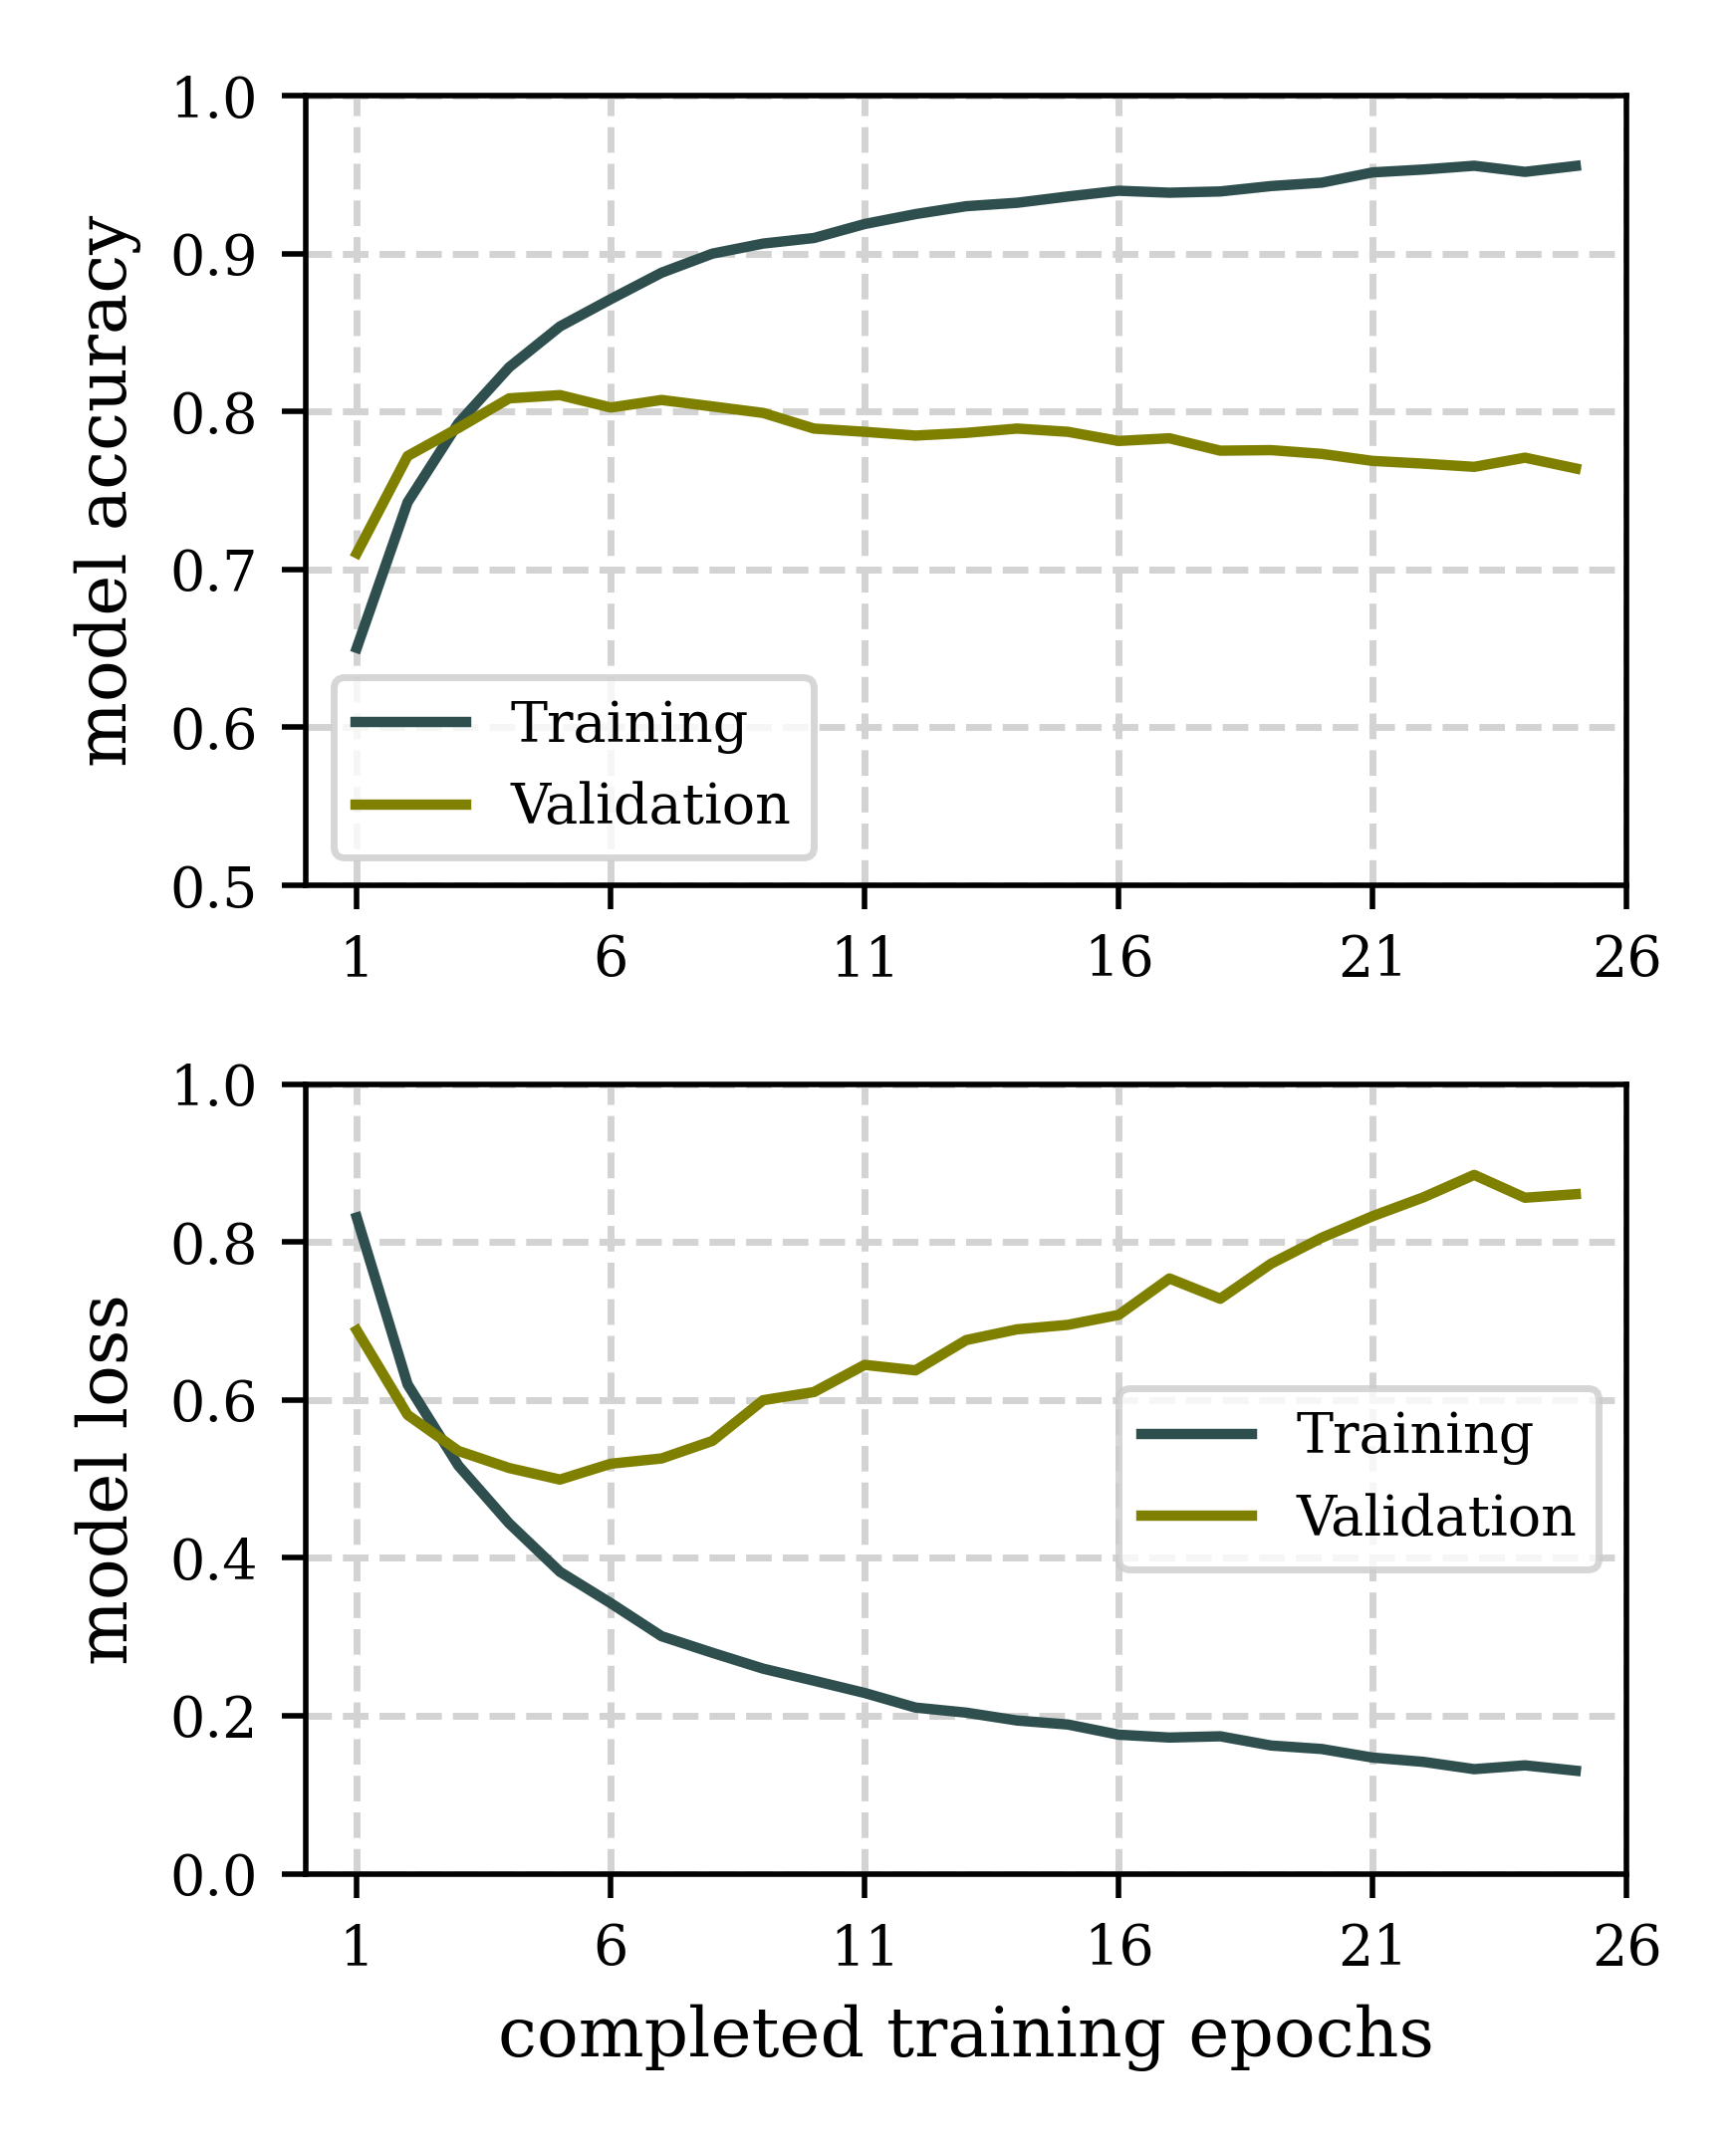 1.0
0.9
0.8
0.7
0.6
0.5
model accuracy
Training
Validation
1 6 11 16 21 26
1.0
0.8
0.6
0.4
0.2
0.0
model loss
Training
Validation
1 6 11 16 21 26
completed training epochs